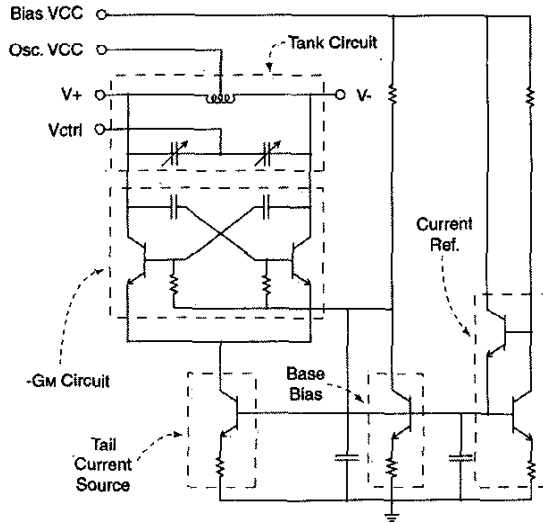 Bias VCC
Osc. VCC
Tank Circuit
V+
V-
Vctrl
Current
Ref.
-GM Circuit
Base
Bias
Tail
Current
Source